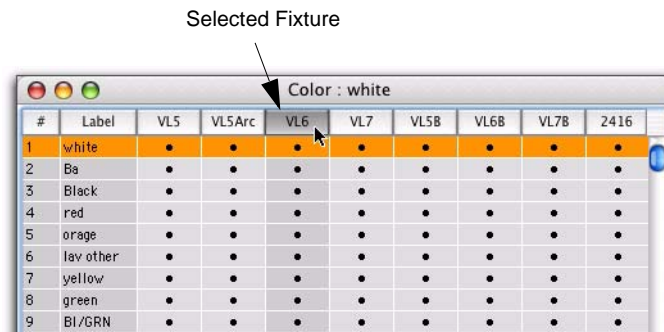 Selected Fixture
Color : white
# Label VL5 VL5Arc VL6 VL7 VL5B VL6B VL7B 2416
1 white • • • • • • • •
2 Ba • • • • • • • •
3 Black • • • • • • • •
4 red • • • • • • • •
5 orage • • • • • • • •
6 lav other • • • • • • • •
7 yellow • • • • • • • •
8 green • • • • • • • •
9 Bl/GRN • • • • • • • •